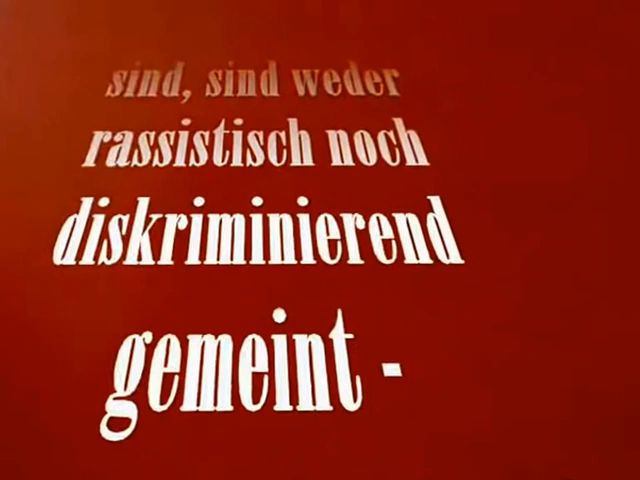 sind, sind weder
rassistisch noch
diskriminierend
gemeint -